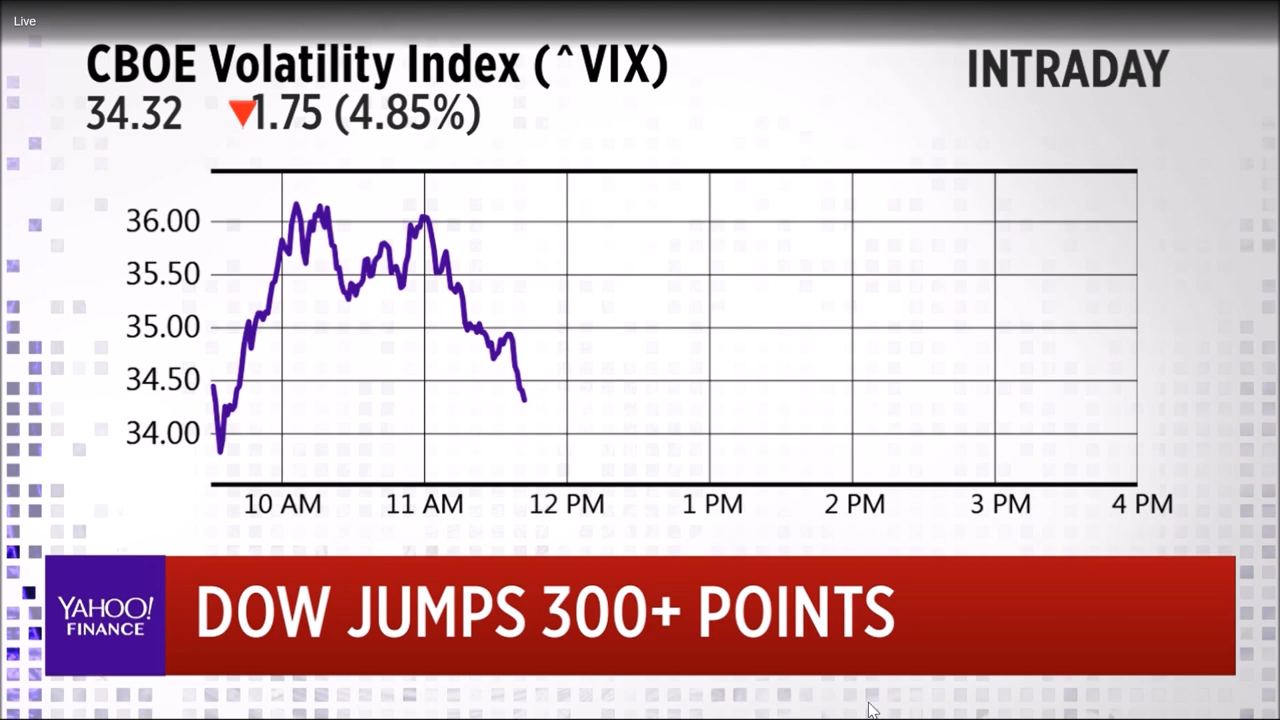 Live
CBOE Volatility Index (^VIX)
INTRADAY
34.32 ▼1.75 (4.85%)
36.00
35.50
35.00
34.50
34.00
10 AM 11 AM 12 PM 1 PM 2 PM 3 PM 4 PM
YAHOO!
FINANCE
DOW JUMPS 300+ POINTS